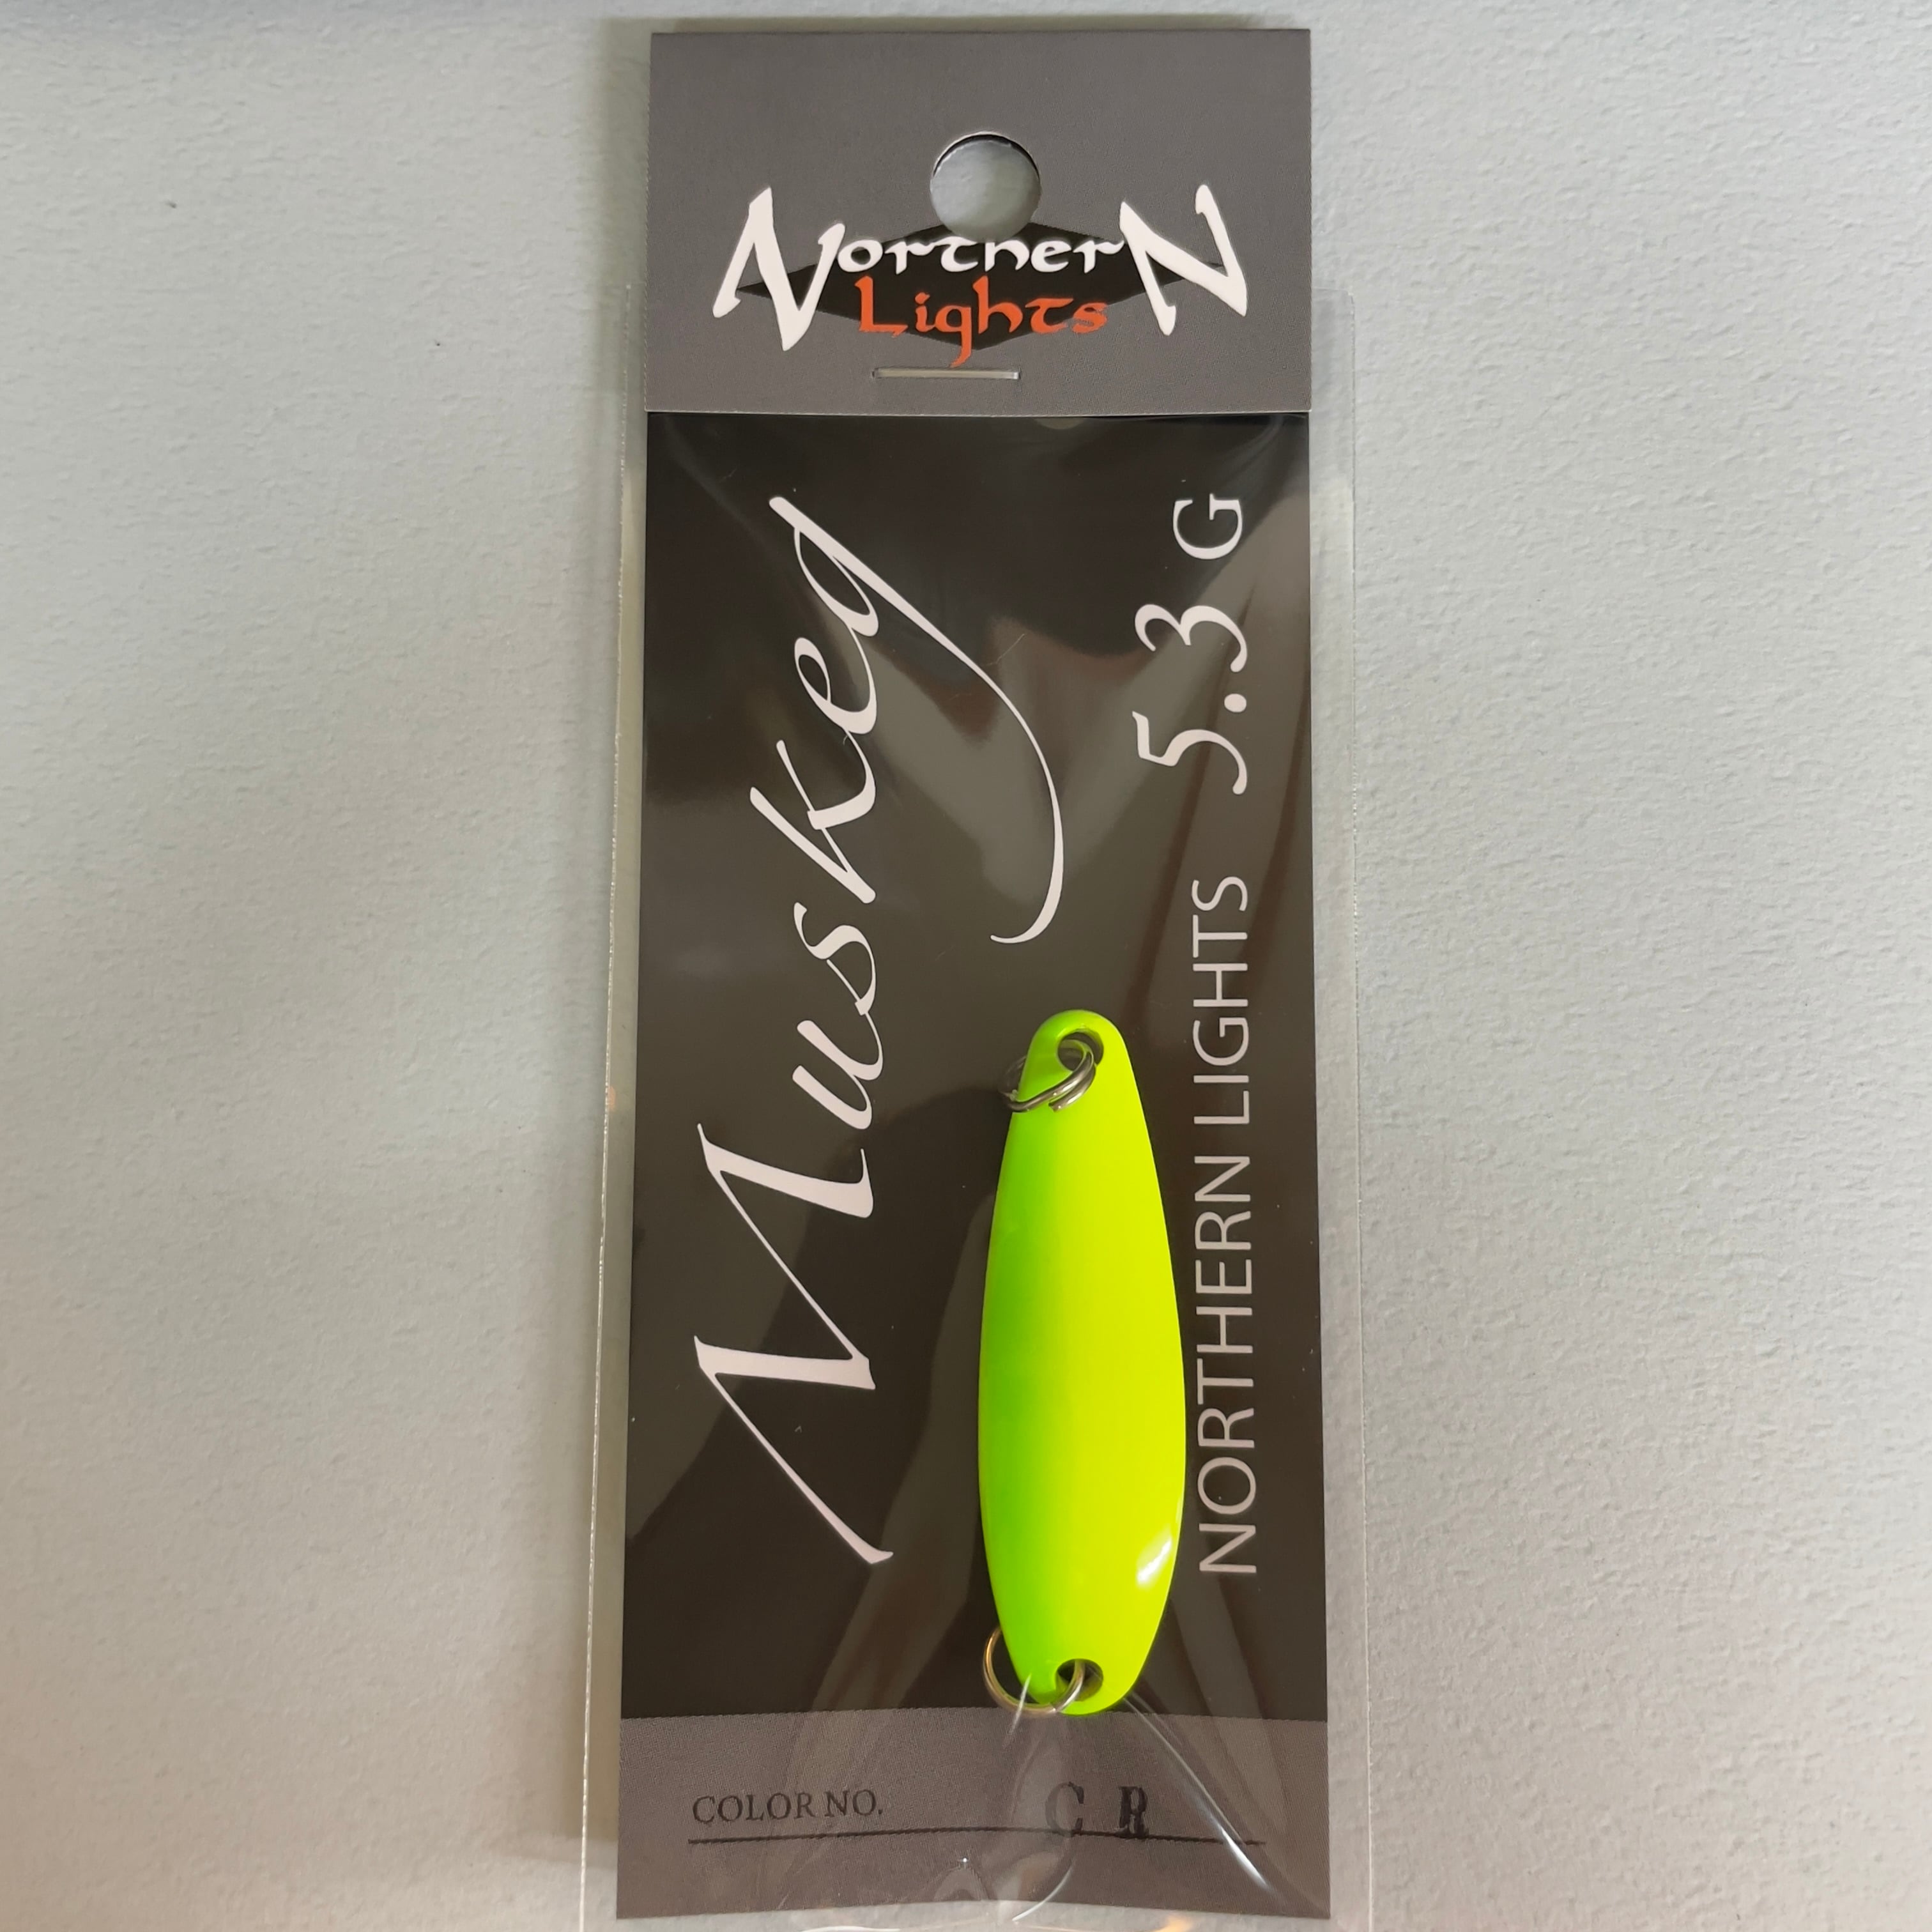 Northern
Lights
Muskeg
NORTHERN LIGHTS 5.3 G
COLOR NO. C R